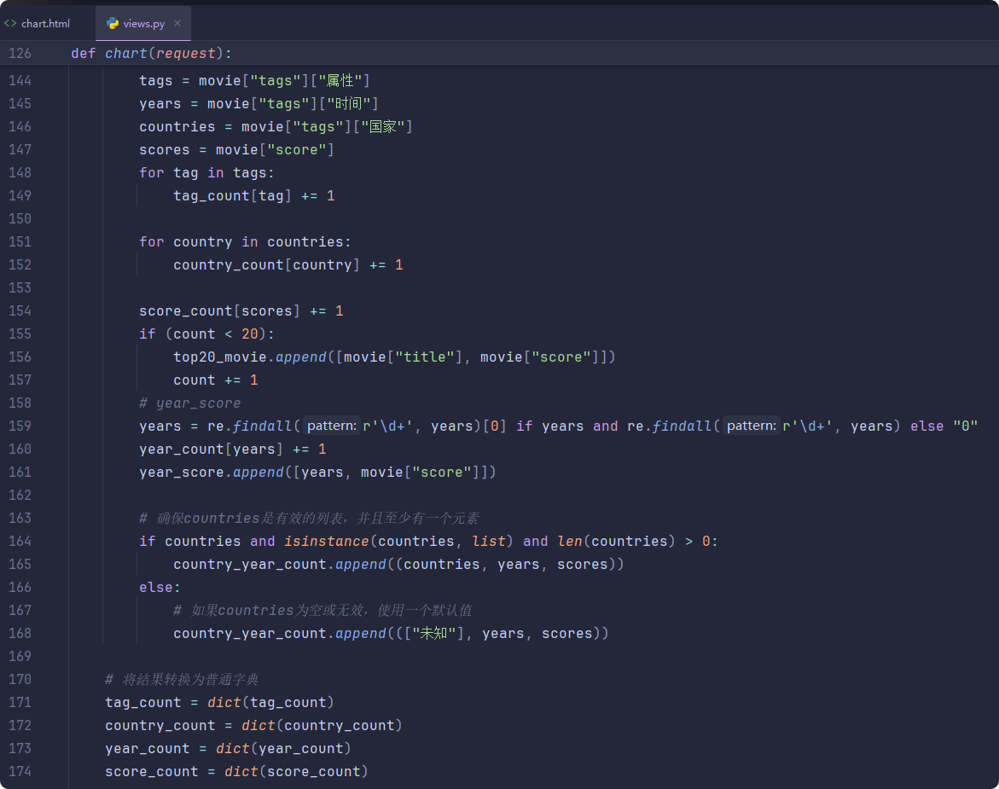 chart.html
views.py
126 def chart(request):
144 tags = movie["tags"]["属性"]
145 years = movie["tags"]["时间"]
146 countries = movie["tags"]["国家"]
147 scores = movie["score"]
148 for tag in tags:
149 tag_count[tag] += 1
150
151 for country in countries:
152 country_count[country] += 1
153
154 score_count[scores] += 1
155 if (count < 20):
156 top20_movie.append([movie["title"], movie["score"]])
157 count += 1
158 # year_score
159 years = re.findall( pattern: r'\d+', years)[0] if years and re.findall( pattern: r'\d+', years) else "0"
160 year_count[years] += 1
161 year_score.append([years, movie["score"]])
162
163 # 确保countries是有效的列表，并且至少有一个元素
164 if countries and isinstance(countries, list) and len(countries) > 0:
165 country_year_count.append((countries, years, scores))
166 else:
167 # 如果countries为空或无效，使用一个默认值
168 country_year_count.append((["未知"], years, scores))
169
170 # 将结果转换为普通字典
171 tag_count = dict(tag_count)
172 country_count = dict(country_count)
173 year_count = dict(year_count)
174 score_count = dict(score_count)